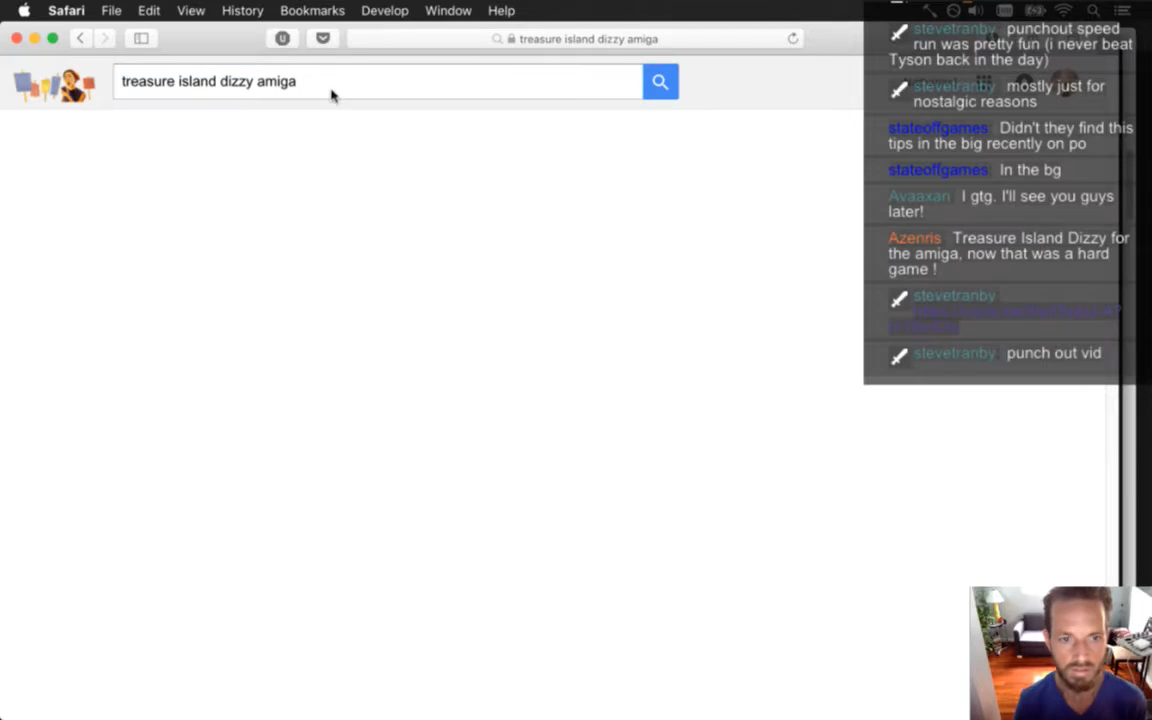 Safari File Edit View History Bookmarks Develop Window Help
treasure island dizzy amiga
treasure island dizzy amiga
stevetranby punchout speed
run was pretty fun (i never beat
Tyson back in the day)
stevetranby mostly just for
nostalgic reasons
stateoffgames: Didn't they find this
tips in the big recently on po
stateoffgames: In the bg
Avaaxari I gtg. I'll see you guys
later!
Azenris Treasure Island Dizzy for
the amiga, now that was a hard
game !
stevetranby
stevetranby punch out vid